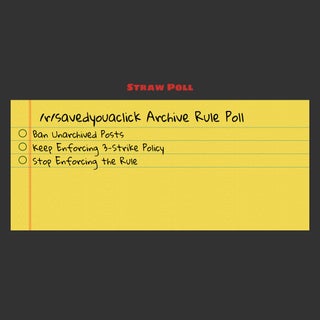 Straw Poll
/r/savedyouaclick Archive Rule Poll
Ban Unarchived Posts
Keep Enforcing 3-Strike Policy
Stop Enforcing the Rule